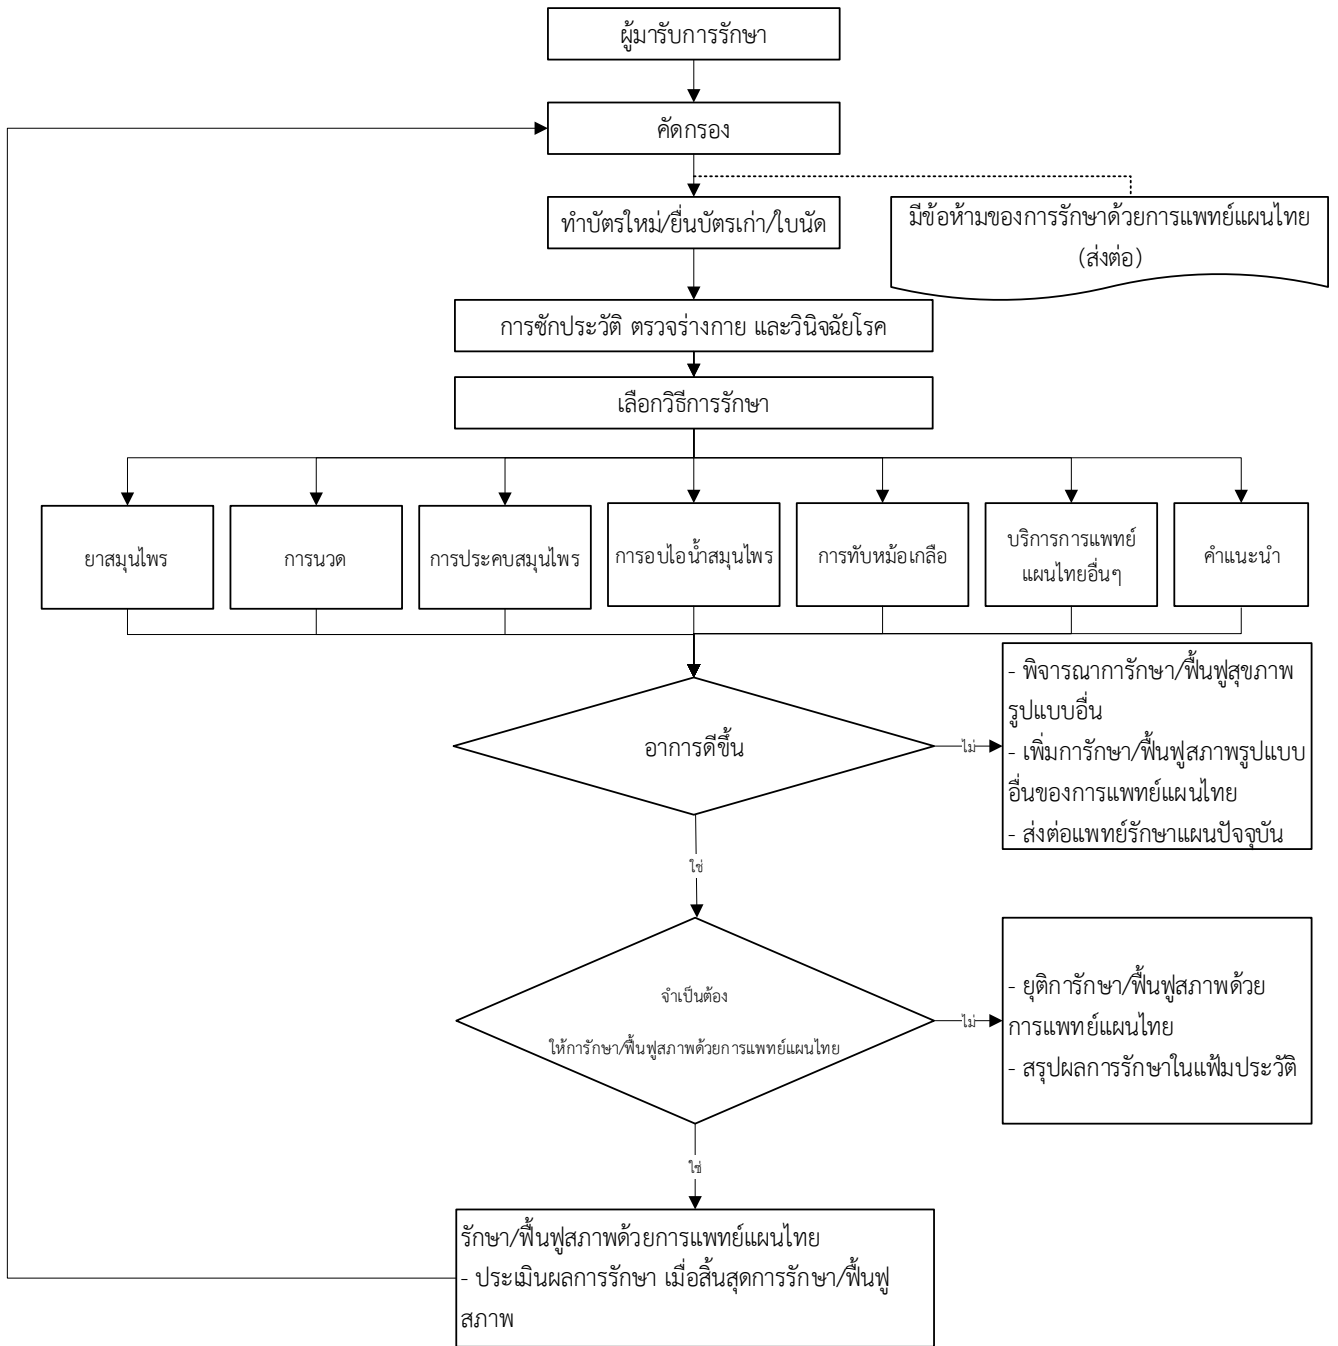 ผู้มารับการรักษา
คัดกรอง
ทำบัตรใหม่/ยื่นบัตรเก่า/ใบนัด
มีข้อห้ามของการรักษาด้วยการแพทย์แผนไทย
(ส่งต่อ)
การซักประวัติ ตรวจร่างกาย และวินิจฉัยโรค
เลือกวิธีการรักษา
ยาสมุนไพร
การนวด
การประคบสมุนไพร
การอบไอน้ำสมุนไพร
การทับหม้อเกลือ
บริการการแพทย์
แผนไทยอื่นๆ
คำแนะนำ
อาการดีขึ้น
ไม่
- พิจารณาการักษา/ฟื้นฟูสุขภาพ
รูปแบบอื่น
- เพิ่มการักษา/ฟื้นฟูสภาพรูปแบบ
อื่นของการแพทย์แผนไทย
- ส่งต่อแพทย์รักษาแผนปัจจุบัน
ใช่
จำเป็นต้อง
ให้การักษา/ฟื้นฟูสภาพด้วยการแพทย์แผนไทย
ไม่
- ยุติการักษา/ฟื้นฟูสภาพด้วย
การแพทย์แผนไทย
- สรุปผลการรักษาในแฟ้มประวัติ
ใช่
รักษา/ฟื้นฟูสภาพด้วยการแพทย์แผนไทย
- ประเมินผลการรักษา เมื่อสิ้นสุดการรักษา/ฟื้นฟู
สภาพ